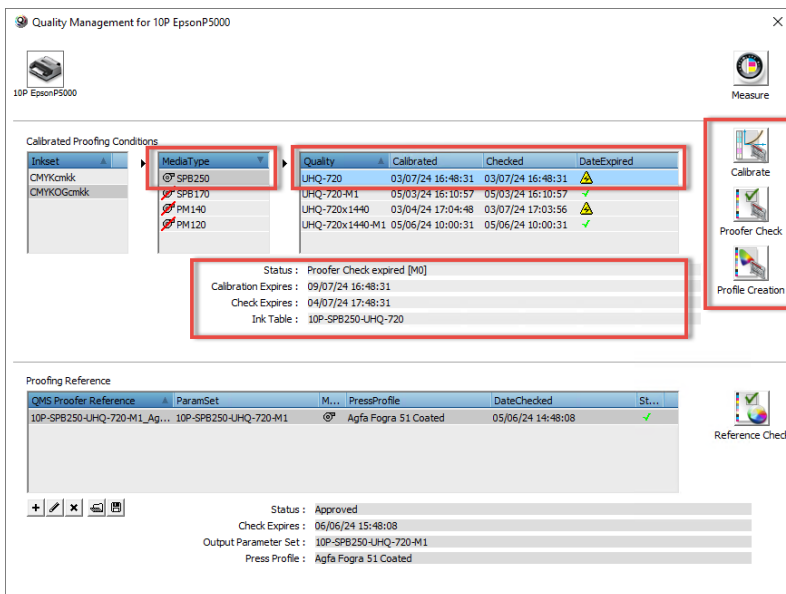 Quality Management for 10P EpsonP5000
10P EpsonP5000
Measure
Calibrated Proofing Conditions
Inkset MediaType Quality Calibrated Checked DateExpired
CMYKcmkk SPB250 UHQ-720 03/07/24 16:48:31 03/07/24 16:48:31
CMYKOGcmkk SPB170 UHQ-720-M1 05/03/24 16:10:57 05/03/24 16:10:57
PM140 UHQ-720x1440 03/04/24 17:04:48 03/07/24 17:03:56
PM120 UHQ-720x1440-M1 05/06/24 10:00:31 05/06/24 10:00:31
Calibrate
Proofer Check
Profile Creation
Status : Proofer Check expired [M0]
Calibration Expires : 09/07/24 16:48:31
Check Expires : 04/07/24 17:48:31
Ink Table : 10P-SPB250-UHQ-720
Proofing Reference
QMS Proofer Reference ParamSet M... PressProfile DateChecked St...
10P-SPB250-UHQ-720-M1_Ag... 10P-SPB250-UHQ-720-M1 Agfa Fogra 51 Coated 05/06/24 14:48:08
Reference Check
Status : Approved
Check Expires : 06/06/24 15:48:08
Output Parameter Set : 10P-SPB250-UHQ-720-M1
Press Profile : Agfa Fogra 51 Coated